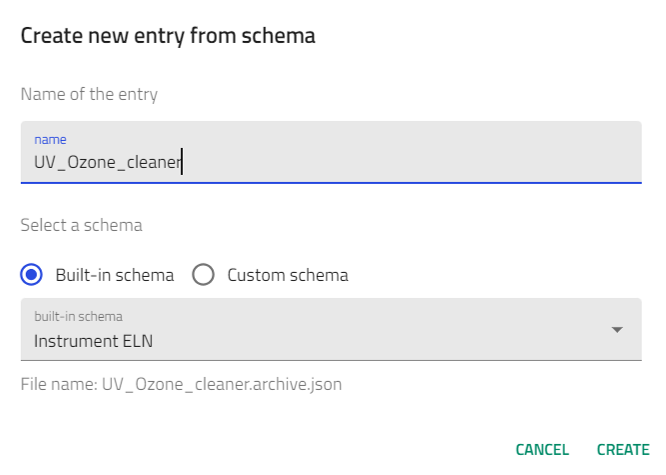 Create new entry from schema
Name of the entry
name
UV_Ozone_cleaner
Select a schema
Built-in schema Custom schema
built-in schema
Instrument ELN
File name: UV_Ozone_cleaner.archive.json
CANCEL CREATE